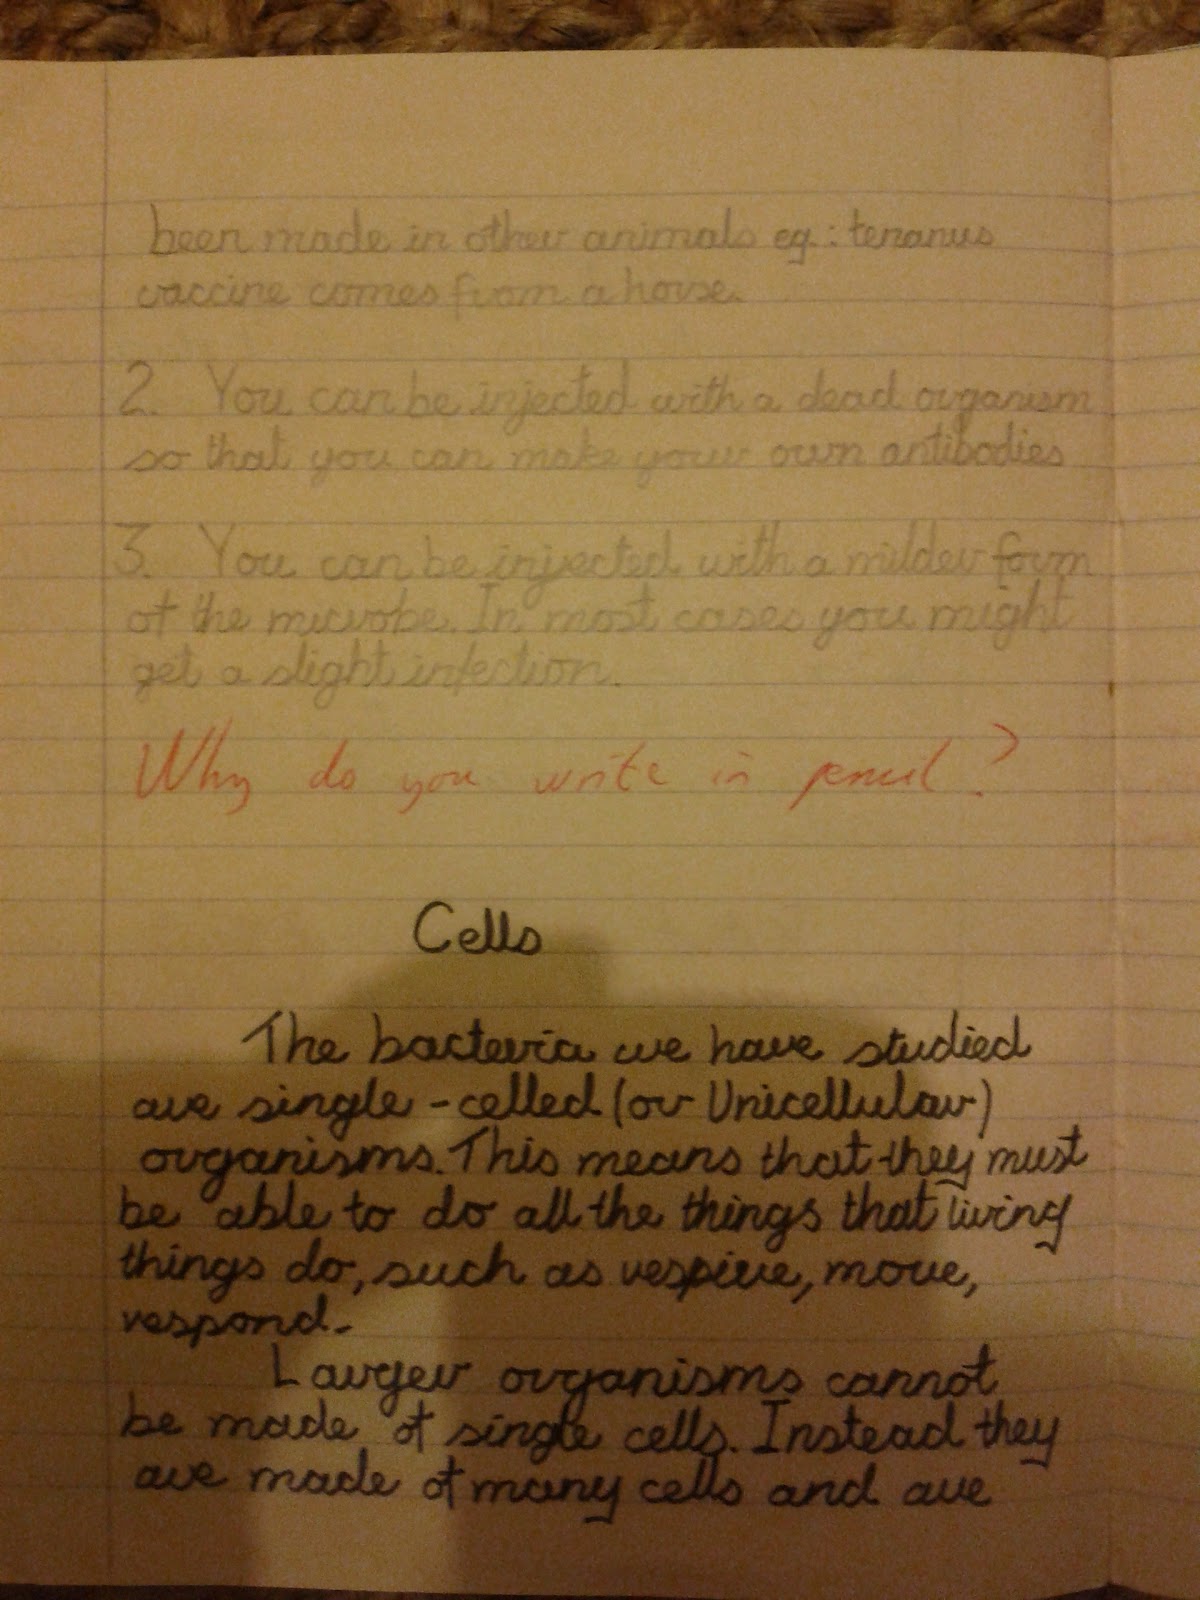 been made in other animals eg.: tenanus
vaccine comes from a horse.
2. You can be injected with a dead organism
so that you can make your own antibodies
3. You can be injected with a milder form
of the microbe. In most cases you might
get a slight infection.
Why do you write in pencil?
Cells
The bacteria we have studied
are single-celled (or Unicellular)
organisms. This means that they must
be able to do all the things that living
things do, such as respire, move,
respond.
Larger organisms cannot
be made of single cells. Instead they
are made of many cells and are